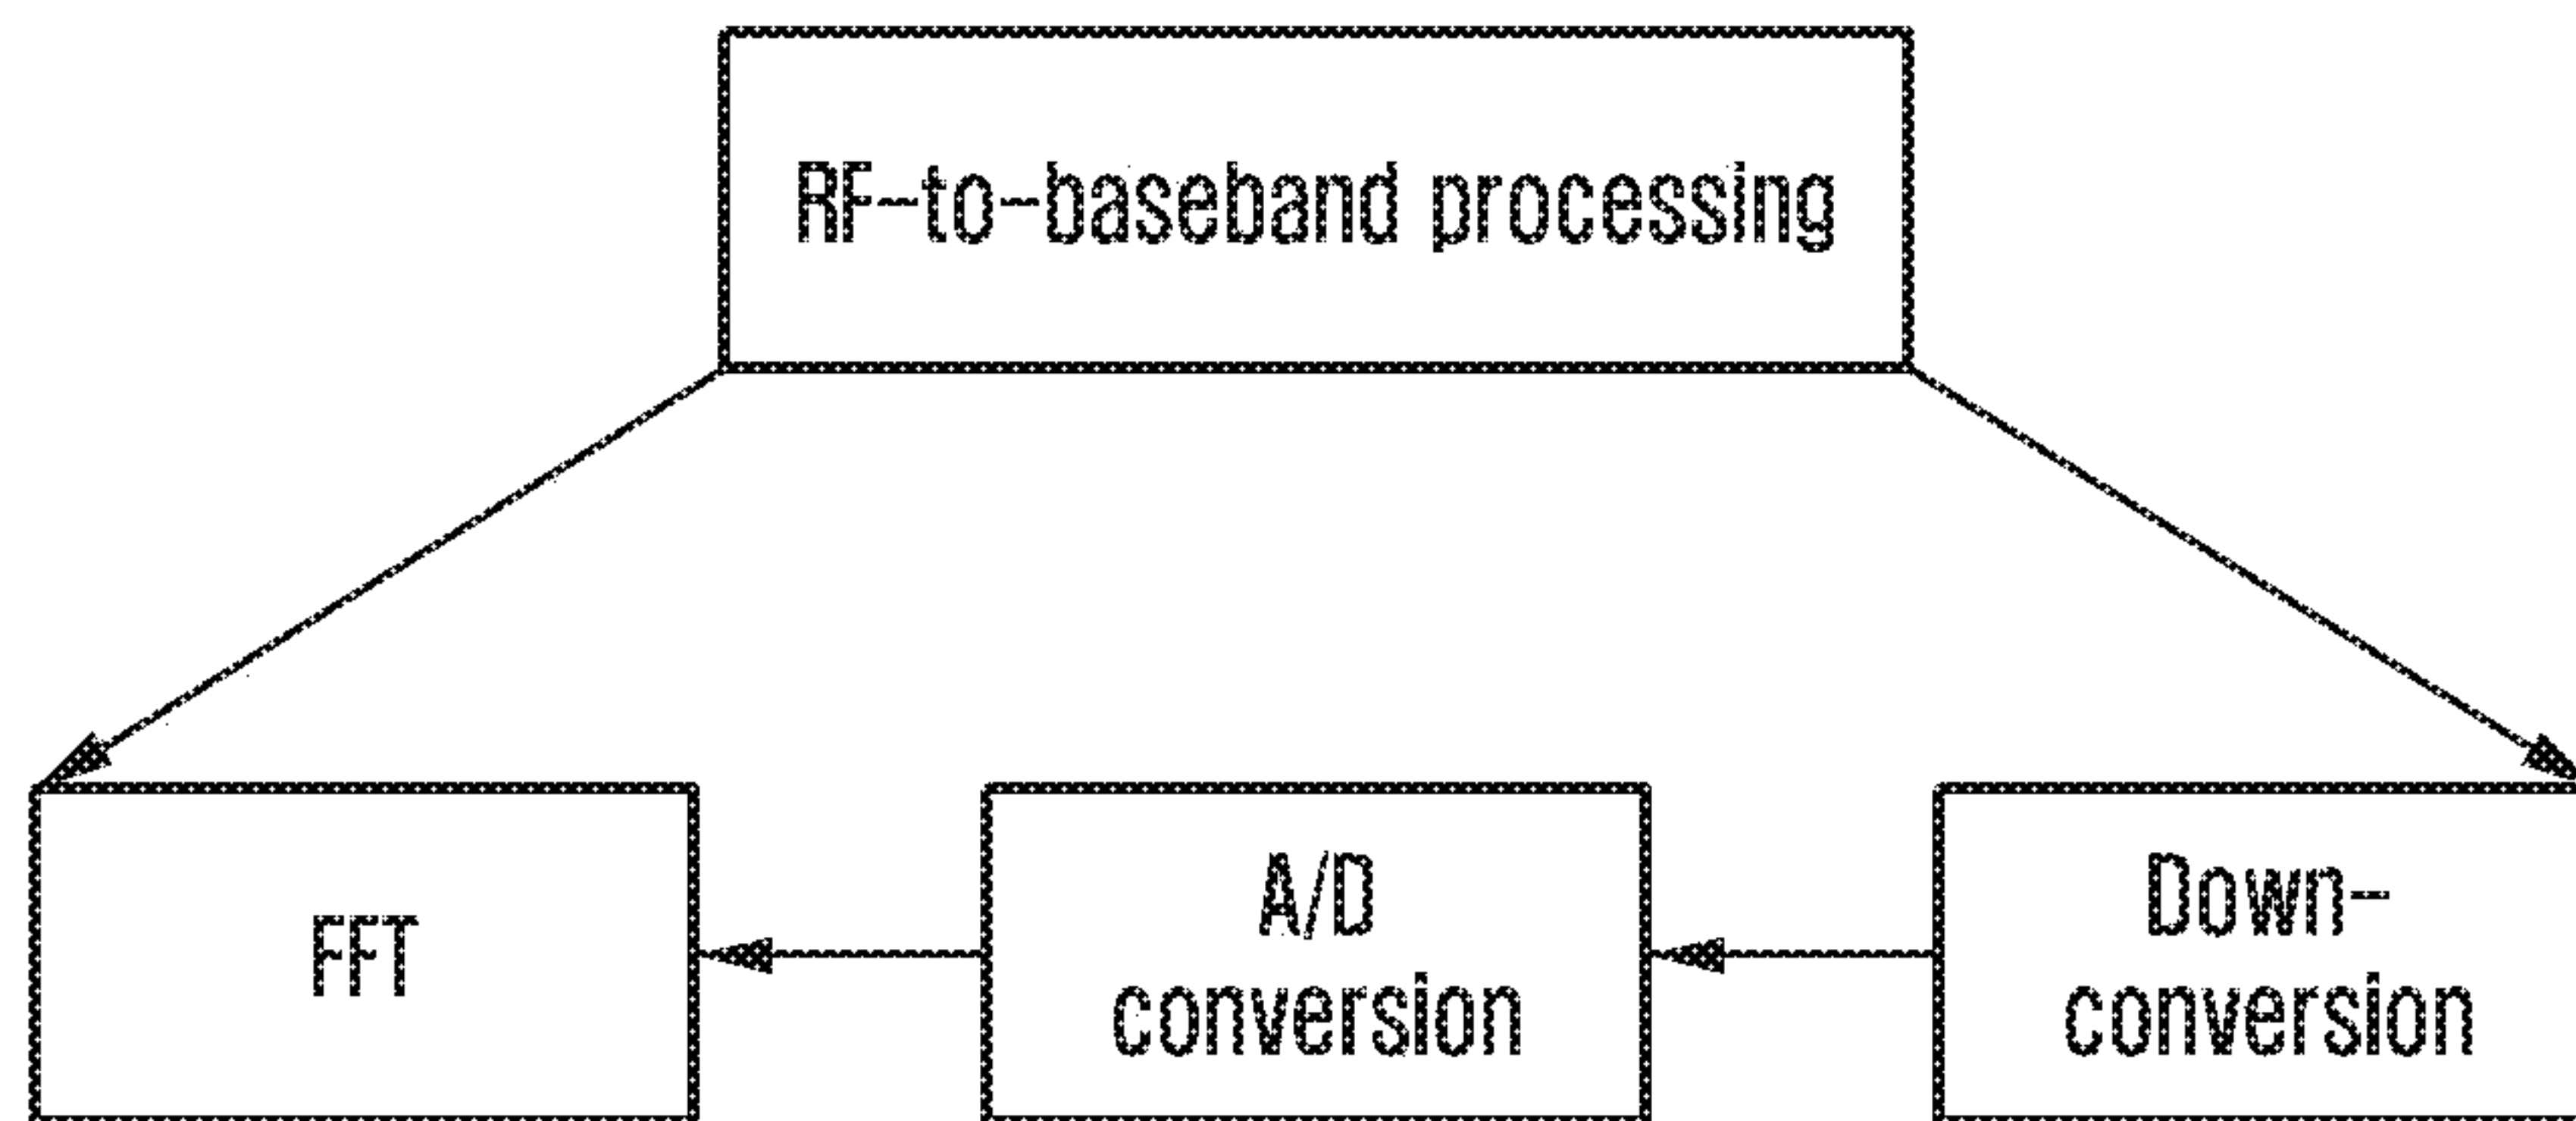 RF-to-baseband processing
FFT
A/D
conversion
Down-
conversion